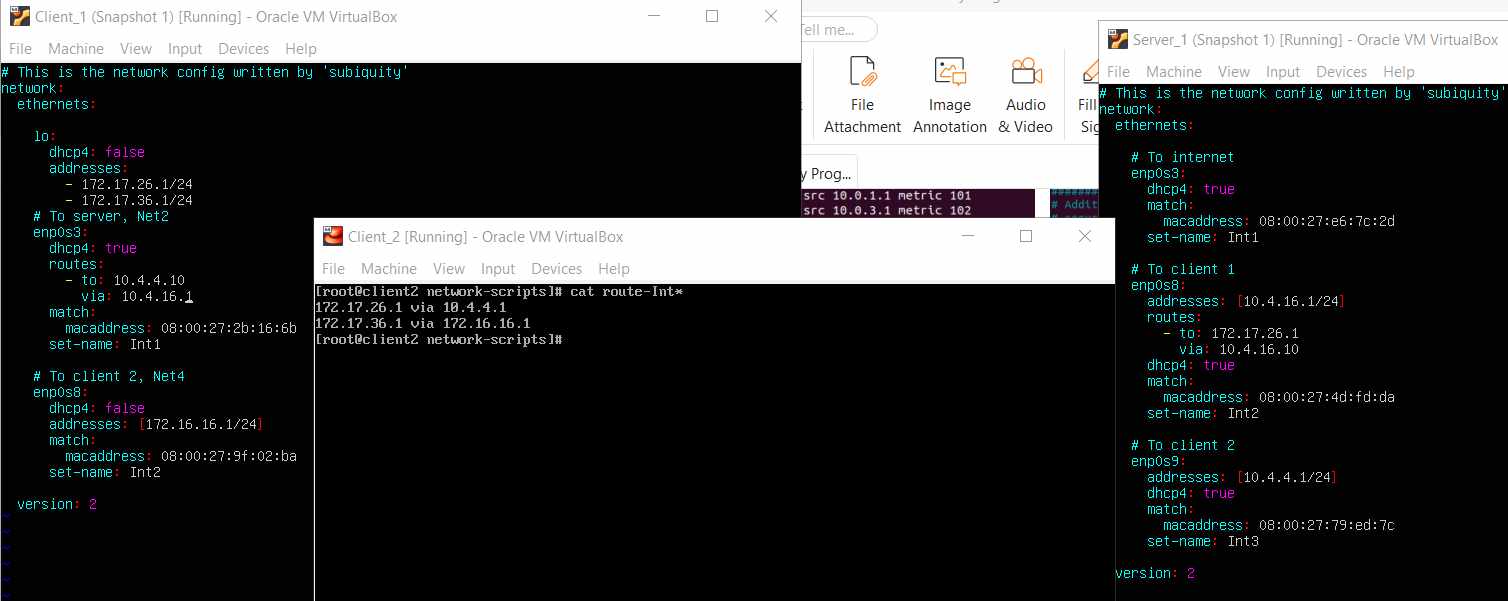 Client_1 (Snapshot 1) [Running] - Oracle VM VirtualBox
File Machine View Input Devices Help
# This is the network config written by 'subiquity'
network:
ethernets:
lo:
dhcp4: false
addresses:
- 172.17.26.1/24
- 172.17.36.1/24
# To server, Net2
enp0s3:
dhcp4: true
routes:
- to: 10.4.4.10
via: 10.4.16.1
match:
macaddress: 08:00:27:2b:16:6b
set-name: Int1
# To client 2, Net4
enp0s8:
dhcp4: false
addresses: [172.16.16.1/24]
match:
macaddress: 08:00:27:9f:02:ba
set-name: Int2
version: 2
~
~
~
~
~
~
Tell me...
File
Attachment
Image
Annotation
Audio
& Video
Fill
Sig
y Prog...
src 10.0.1.1 metric 101
src 10.0.3.1 metric 102
########
# Addit
Client_2 [Running] - Oracle VM VirtualBox
File Machine View Input Devices Help
[root@client2 network-scripts]# cat route-Int*
172.17.26.1 via 10.4.4.1
172.17.36.1 via 172.16.16.1
[root@client2 network-scripts]#
Server_1 (Snapshot 1) [Running] - Oracle VM VirtualBox
File Machine View Input Devices Help
# This is the network config written by 'subiquity'
network:
ethernets:
# To internet
enp0s3:
dhcp4: true
match:
macaddress: 08:00:27:e6:7c:2d
set-name: Int1
# To client 1
enp0s8:
addresses: [10.4.16.1/24]
routes:
- to: 172.17.26.1
via: 10.4.16.10
dhcp4: true
match:
macaddress: 08:00:27:4d:fd:da
set-name: Int2
# To client 2
enp0s9:
addresses: [10.4.4.1/24]
dhcp4: true
match:
macaddress: 08:00:27:79:ed:7c
set-name: Int3
version: 2